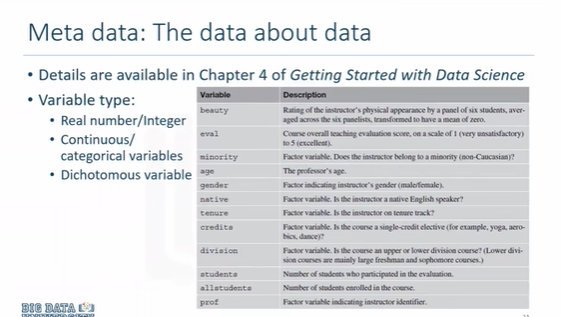 Meta data: The data about data
• Details are available in Chapter 4 of Getting Started with Data Science
• Variable type:
• Real number/Integer
• Continuous/
categorical variables
• Dichotomous variable
Variable Description
beauty Rating of the instructor's physical appearance by a panel of six students, aver-
aged across the six panelists, transformed to have a mean of zero.
eval Course overall teaching evaluation score, on a scale of 1 (very unsatisfactory)
to 5 (excellent).
minority Factor variable. Does the instructor belong to a minority (non-Caucasian)?
age The professor's age.
gender Factor indicating instructor's gender (male/female).
native Factor variable. Is the instructor a native English speaker?
tenure Factor variable. Is the instructor on tenure track?
credits Factor variable. Is the course a single-credit elective (for example, yoga, aero-
bics, dance)?
division Factor variable. Is the course an upper or lower division course? (Lower divi-
sion courses are mainly large freshman and sophomore courses.)
students Number of students who participated in the evaluation.
allstudents Number of students enrolled in the course.
prof Factor variable indicating instructor identifier.
BIG DATA